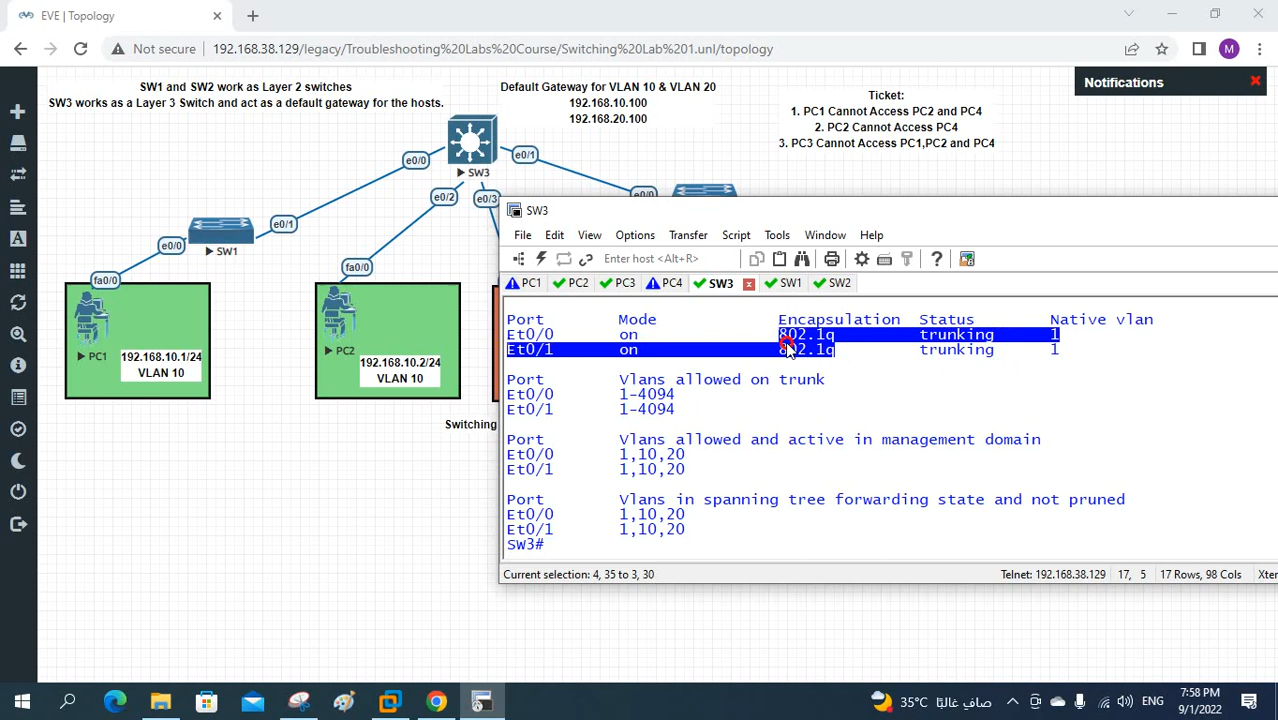 EVE | Topology
Not secure
192.168.38.129/legacy/Troubleshooting%20Labs%20Course/Switching%20Lab%201.unl/topology
M
Notifications
SW1 and SW2 work as Layer 2 switches
SW3 works as a Layer 3 Switch and act as a default gateway for the hosts.
Default Gateway for VLAN 10 & VLAN 20
192.168.10.100
192.168.20.100
Ticket:
1. PC1 Cannot Access PC2 and PC4
2. PC2 Cannot Access PC4
3. PC3 Cannot Access PC1,PC2 and PC4
e0/0
e0/1
SW3
e0/2
e0/3
e0/0
e0/1
e0/0
SW1
fa0/0
fa0/0
PC1
192.168.10.1/24
VLAN 10
PC2
192.168.10.2/24
VLAN 10
Switching
SW3
File Edit View Options Transfer Script Tools Window Help
Enter host <Alt+R>
PC1 PC2 PC3 PC4 SW3 SW1 SW2
Port Mode Encapsulation Status Native vlan
Et0/0 on 802.1q trunking 1
Et0/1 on 802.1q trunking 1
Port Vlans allowed on trunk
Et0/0 1-4094
Et0/1 1-4094
Port Vlans allowed and active in management domain
Et0/0 1,10,20
Et0/1 1,10,20
Port Vlans in spanning tree forwarding state and not pruned
Et0/0 1,10,20
Et0/1 1,10,20
SW3#
Current selection: 4, 35 to 3, 30
Telnet: 192.168.38.129 17, 5 17 Rows, 98 Cols Xter
35°C صافٍ غالبًا
ENG
7:58 PM
9/1/2022